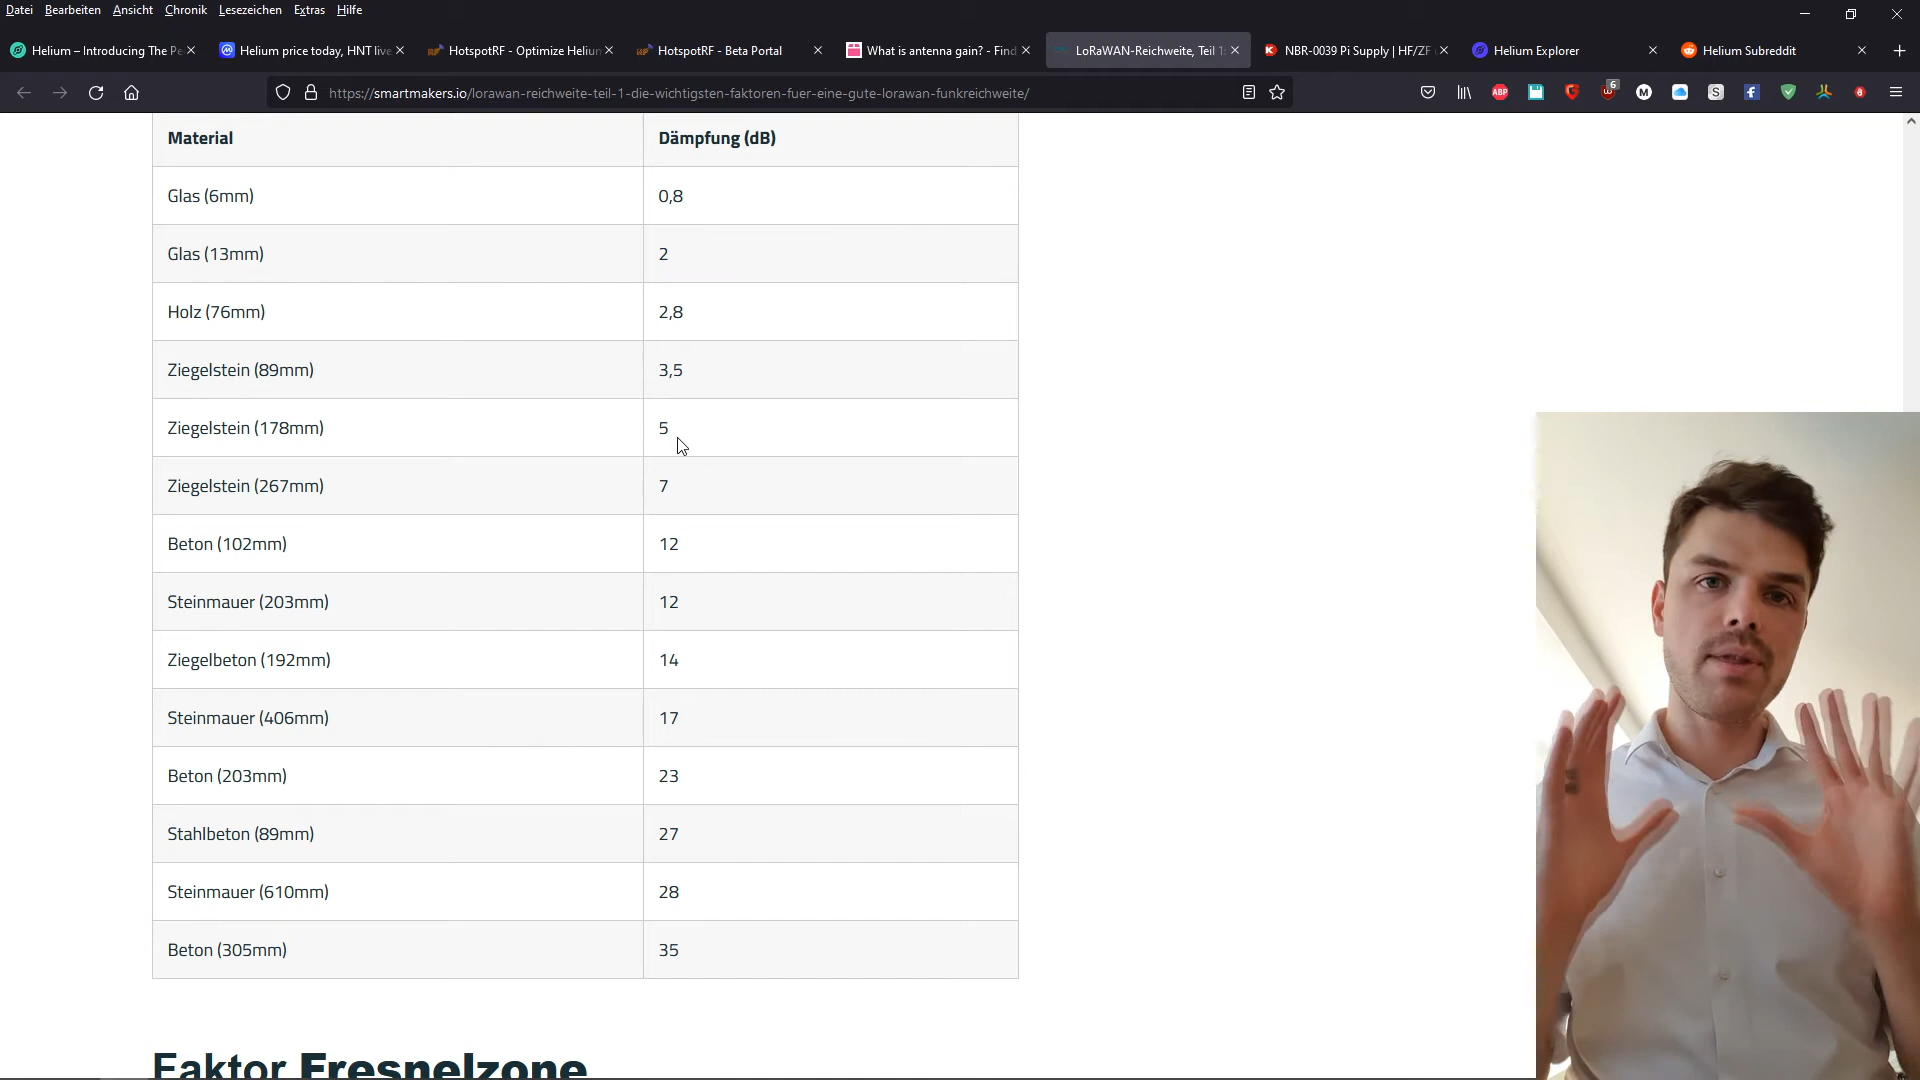 Datei Bearbeiten Ansicht Chronik Lesezeichen Extras Hilfe
Helium – Introducing The Pe
Helium price today, HNT live
HotspotRF - Optimize Helium
HotspotRF - Beta Portal
What is antenna gain? - Find
LoRaWAN-Reichweite, Teil 1:
NBR-0039 Pi Supply | HF/ZF
Helium Explorer
Helium Subreddit
https://smartmakers.io/lorawan-reichweite-teil-1-die-wichtigsten-faktoren-fuer-eine-gute-lorawan-funkreichweite/
ABP
6
M
S
Material Dämpfung (dB)
Glas (6mm) 0,8
Glas (13mm) 2
Holz (76mm) 2,8
Ziegelstein (89mm) 3,5
Ziegelstein (178mm) 5
Ziegelstein (267mm) 7
Beton (102mm) 12
Steinmauer (203mm) 12
Ziegelbeton (192mm) 14
Steinmauer (406mm) 17
Beton (203mm) 23
Stahlbeton (89mm) 27
Steinmauer (610mm) 28
Beton (305mm) 35
Faktor Fresnelzone